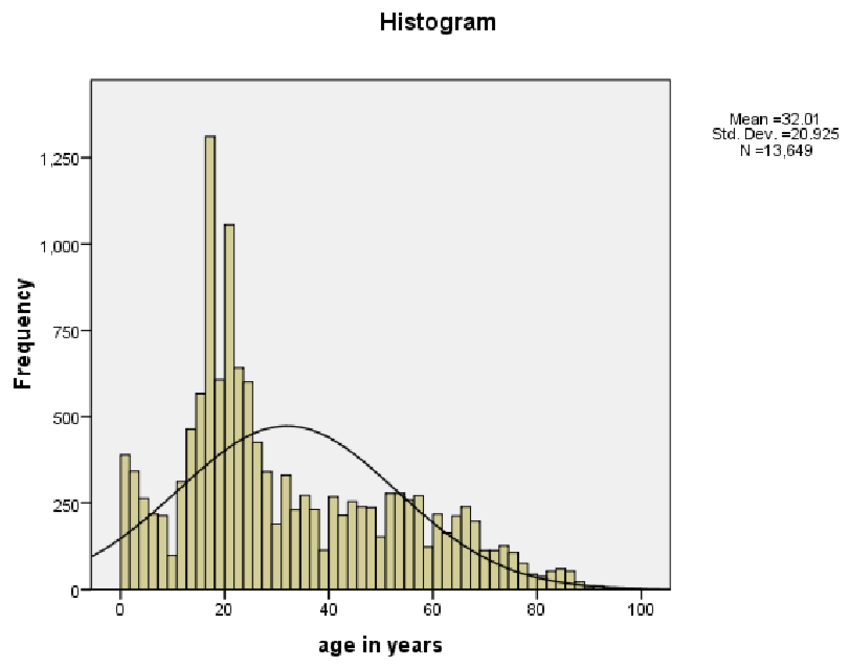 Histogram
Mean =32.01
Std. Dev. =20.925
N =13,649
1,250
1,000
750
500
250
0
Frequency
0 20 40 60 80 100
age in years